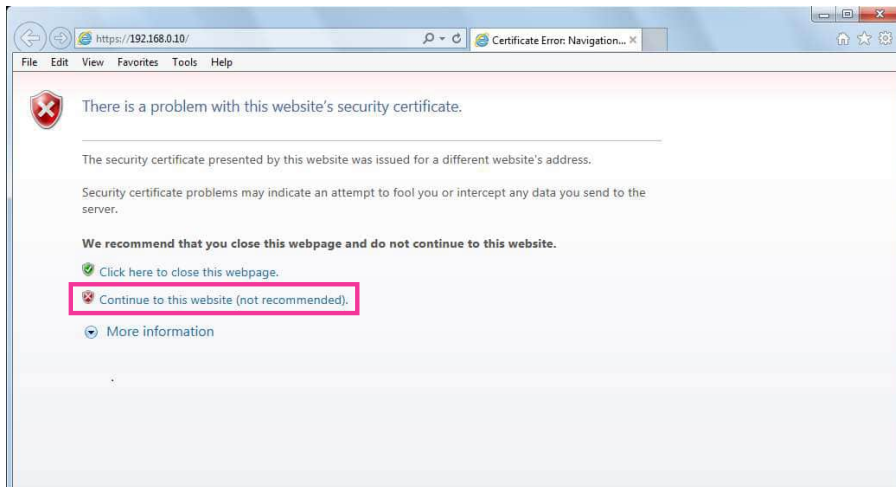 https://192.168.0.10/
Certificate Error: Navigation...
File Edit View Favorites Tools Help
There is a problem with this website's security certificate.
The security certificate presented by this website was issued for a different website's address.
Security certificate problems may indicate an attempt to fool you or intercept any data you send to the
server.
We recommend that you close this webpage and do not continue to this website.
Click here to close this webpage.
Continue to this website (not recommended).
More information